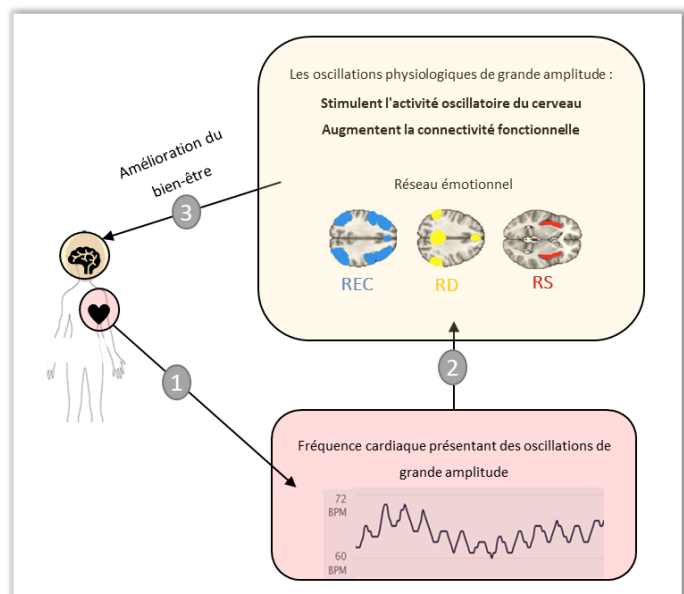 Les oscillations physiologiques de grande amplitude :
Stimulent l'activité oscillatoire du cerveau
Augmentent la connectivité fonctionnelle
Amélioration du
bien-être
Réseau émotionnel
3
REC
RD
RS
1
2
Fréquence cardiaque présentant des oscillations de
grande amplitude
72
BPM
60
BPM